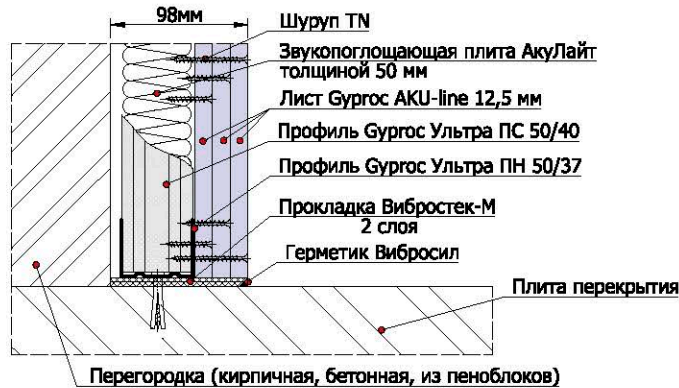 98мм
Шуруп TN
Звукопоглощающая плита АкуЛайт
толщиной 50 мм
Лист Gyproc AKU-line 12,5 мм
Профиль Gyproc Ультра ПС 50/40
Профиль Gyproc Ультра ПН 50/37
Прокладка Вибростек-М
2 слоя
Герметик Вибросил
Плита перекрытия
Перегородка (кирпичная, бетонная, из пеноблоков)